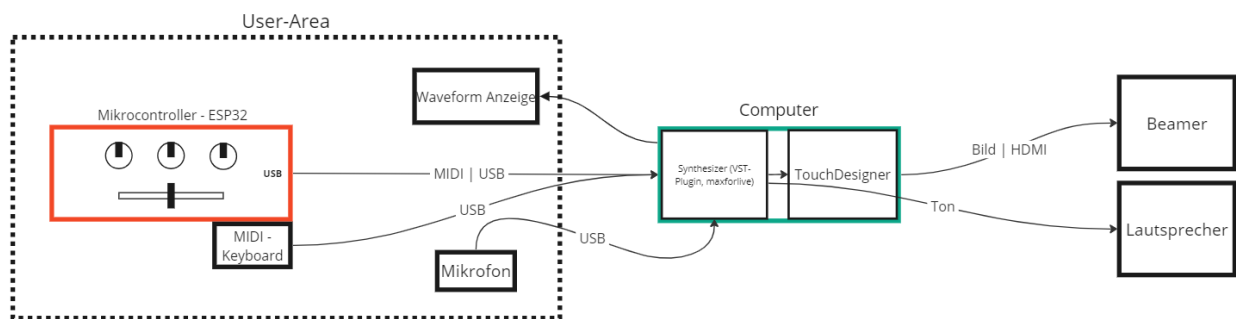 User-Area
Mikrocontroller - ESP32
USB
MIDI -
Keyboard
Waveform Anzeige
Mikrofon
MIDI | USB
USB
USB
Computer
Synthesizer (VST-
Plugin, maxforlive)
TouchDesigner
Bild | HDMI
Ton
Beamer
Lautsprecher